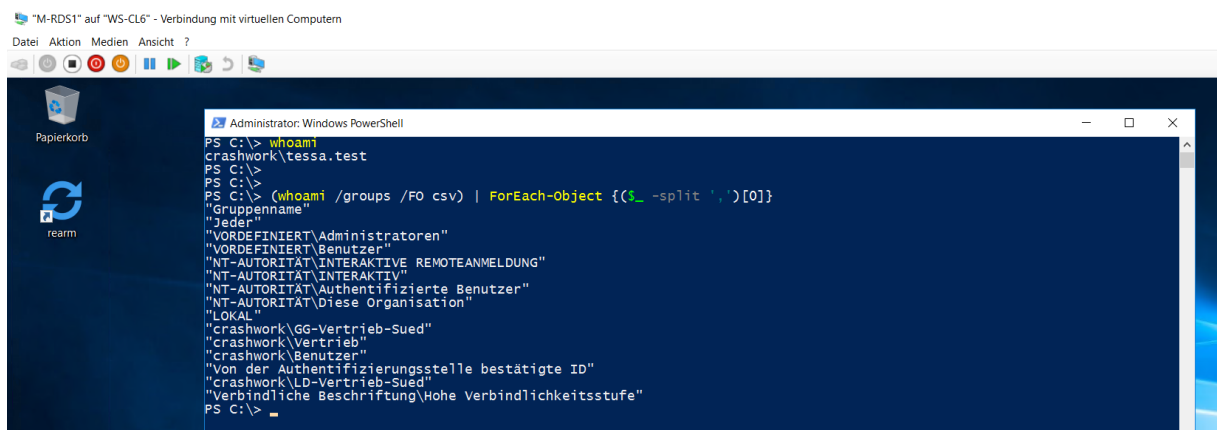 "M-RDS1" auf "WS-CL6" - Verbindung mit virtuellen Computern
Datei Aktion Medien Ansicht ?
Papierkorb
rearm
Administrator: Windows PowerShell
PS C:\> whoami
crashwork\tessa.test
PS C:\>
PS C:\>
PS C:\> (whoami /groups /FO csv) | ForEach-Object {($_ -split ',')[0]}
"Gruppenname"
"Jeder"
"VORDEFINIERT\Administratoren"
"VORDEFINIERT\Benutzer"
"NT-AUTORITÄT\INTERAKTIVE REMOTEANMELDUNG"
"NT-AUTORITÄT\INTERAKTIV"
"NT-AUTORITÄT\Authentifizierte Benutzer"
"NT-AUTORITÄT\Diese Organisation"
"LOKAL"
"crashwork\GG-Vertrieb-Sued"
"crashwork\Vertrieb"
"crashwork\Benutzer"
"Von der Authentifizierungsstelle bestätigte ID"
"crashwork\LD-Vertrieb-Sued"
"Verbindliche Beschriftung\Hohe Verbindlichkeitsstufe"
PS C:\> _